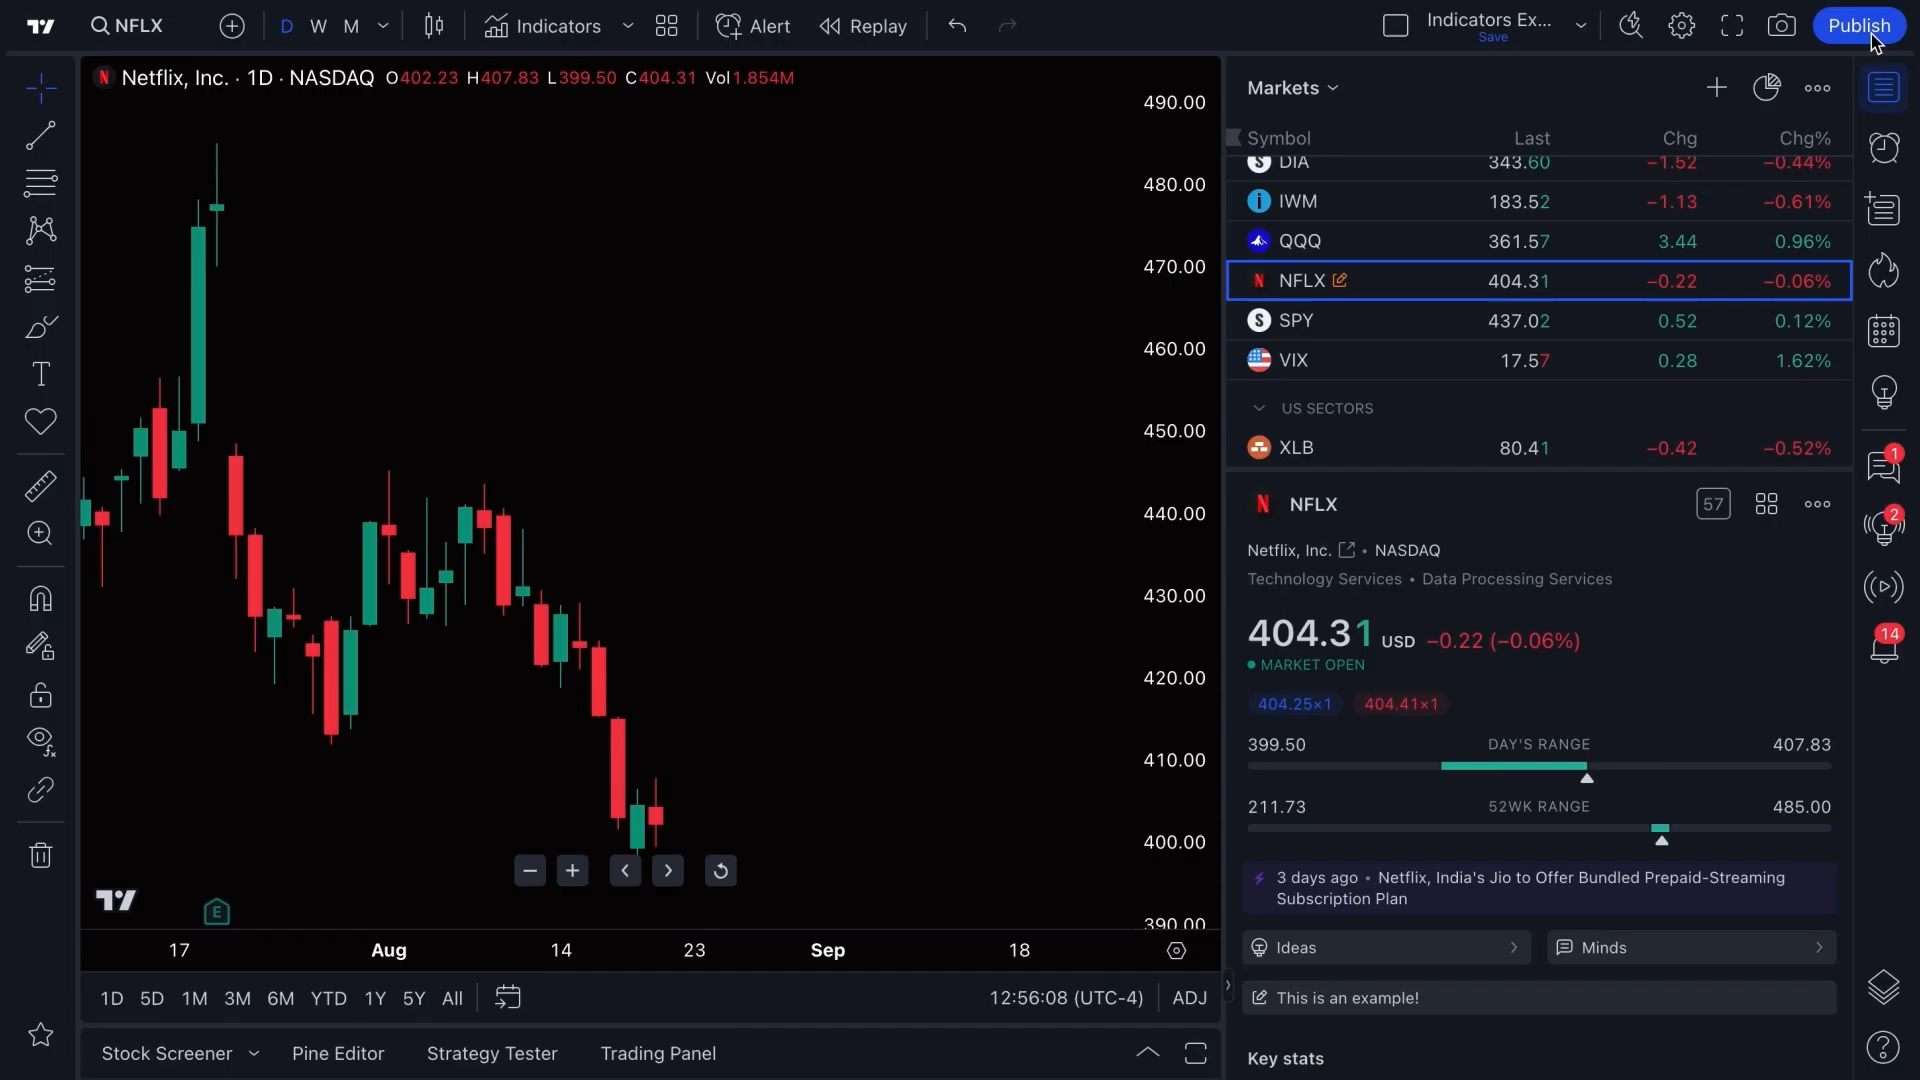 NFLX
D W M
Indicators
Alert
Replay
Indicators Ex...
Save
Publish
Netflix, Inc. · 1D · NASDAQ O402.23 H407.83 L399.50 C404.31 Vol1.854M
490.00
480.00
470.00
460.00
450.00
440.00
430.00
420.00
410.00
400.00
390.00
E
17 Aug 14 23 Sep 18
1D 5D 1M 3M 6M YTD 1Y 5Y All
12:56:08 (UTC-4) ADJ
Stock Screener Pine Editor Strategy Tester Trading Panel
Markets
Symbol Last Chg Chg%
DIA 343.60 −1.52 −0.44%
IWM 183.52 −1.13 −0.61%
QQQ 361.57 3.44 0.96%
NFLX 404.31 −0.22 −0.06%
SPY 437.02 0.52 0.12%
VIX 17.57 0.28 1.62%
US SECTORS
XLB 80.41 −0.42 −0.52%
N NFLX 57
Netflix, Inc. • NASDAQ
Technology Services • Data Processing Services
404.31 USD −0.22 (−0.06%)
MARKET OPEN
404.25×1 404.41×1
399.50 DAY'S RANGE 407.83
211.73 52WK RANGE 485.00
3 days ago • Netflix, India's Jio to Offer Bundled Prepaid-Streaming
Subscription Plan
Ideas Minds
This is an example!
Key stats
1
2
14